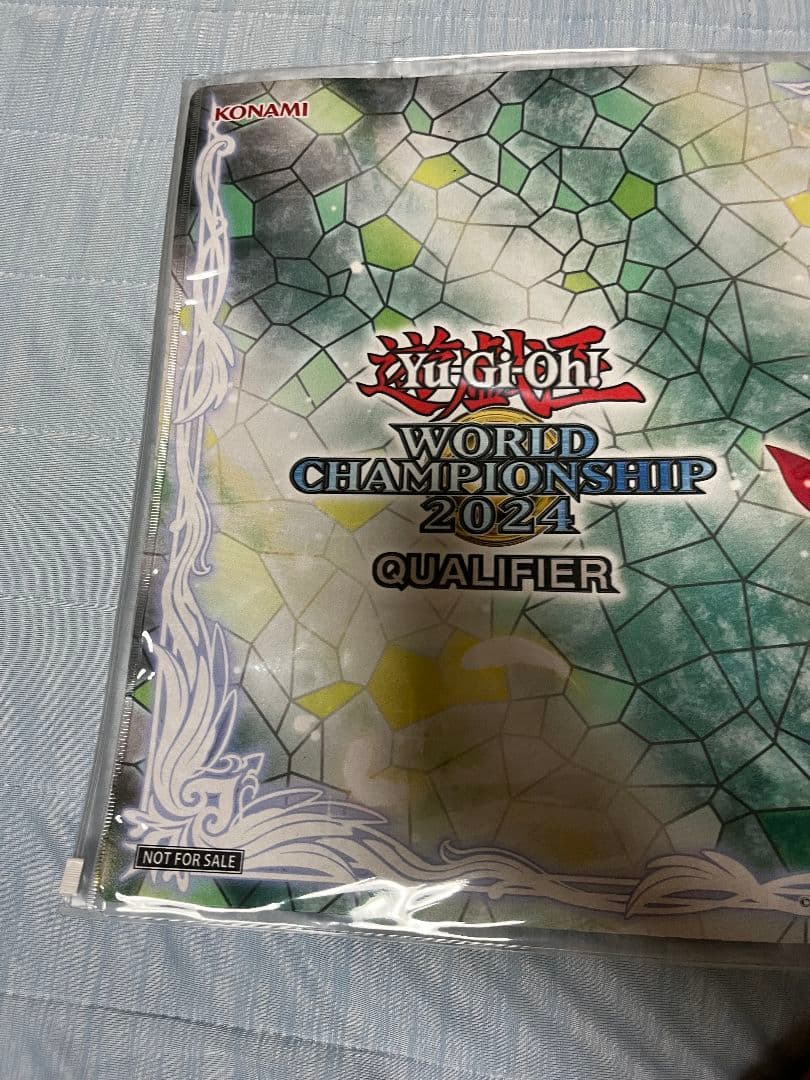 KONAMI
遊戯王
Yu-Gi-Oh!
WORLD
CHAMPIONSHIP
2024
QUALIFIER
NOT FOR SALE
©